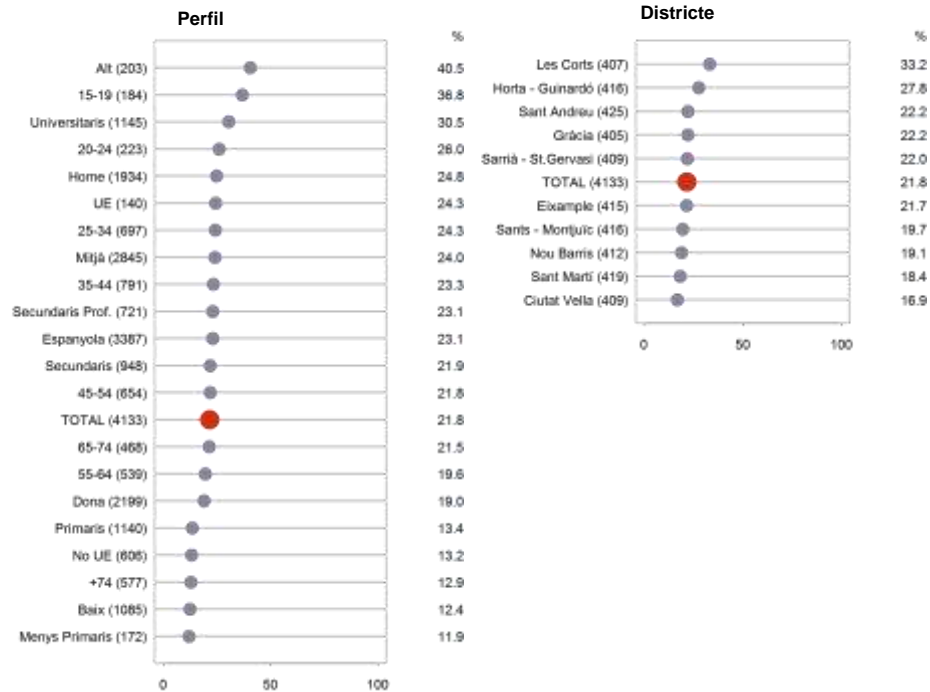 Perfil
%
Alt (203) 40.5
15-19 (184) 36.8
Universitaris (1145) 30.5
20-24 (223) 26.0
Home (1934) 24.8
UE (140) 24.3
25-34 (697) 24.3
Mitjà (2845) 24.0
35-44 (791) 23.3
Secundaris Prof. (721) 23.1
Espanyola (3387) 23.1
Secundaris (948) 21.9
45-54 (654) 21.8
TOTAL (4133) 21.8
65-74 (468) 21.5
55-64 (539) 19.6
Dona (2199) 19.0
Primaris (1140) 13.4
No UE (606) 13.2
+74 (577) 12.9
Baix (1085) 12.4
Menys Primaris (172) 11.9
0 50 100
Districte
%
Les Corts (407) 33.2
Horta - Guinardó (416) 27.8
Sant Andreu (425) 22.2
Gràcia (405) 22.2
Sarrià - St.Gervasi (409) 22.0
TOTAL (4133) 21.8
Eixample (415) 21.7
Sants - Montjuïc (416) 19.7
Nou Barris (412) 19.1
Sant Martí (419) 18.4
Ciutat Vella (409) 16.9
0 50 100